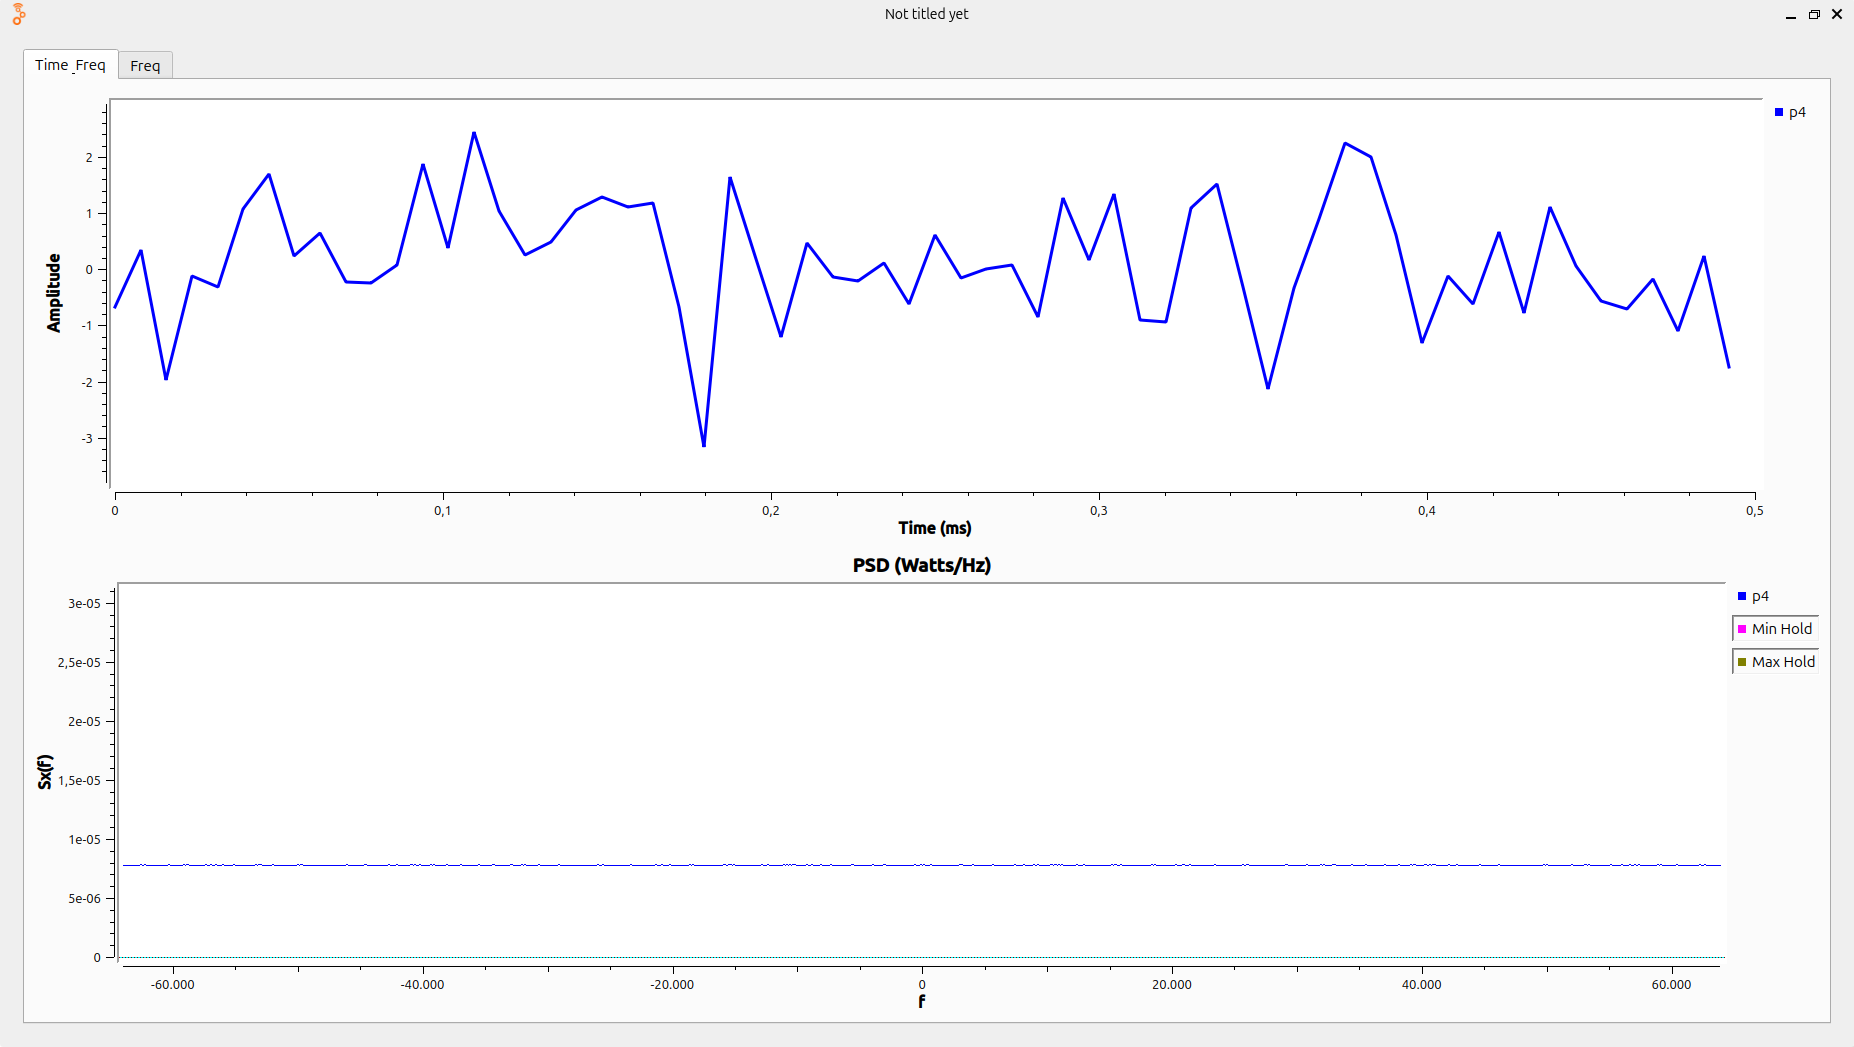 Not titled yet
Time_Freq
Freq
p4
2
1
0
-1
-2
-3
Amplitude
0
0,1
0,2
0,3
0,4
0,5
Time (ms)
PSD (Watts/Hz)
p4
Min Hold
Max Hold
3e-05
2,5e-05
2e-05
1,5e-05
1e-05
5e-06
0
Sx(f)
-60.000
-40.000
-20.000
0
20.000
40.000
60.000
f